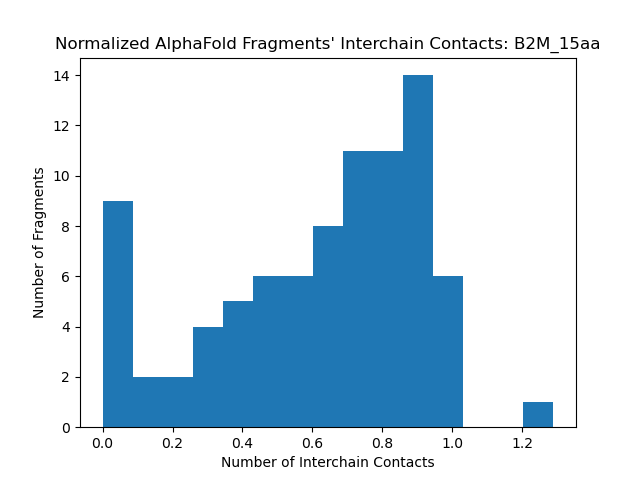 Normalized AlphaFold Fragments' Interchain Contacts: B2M_15aa
14
12
10
8
6
4
2
0
Number of Fragments
0.0 0.2 0.4 0.6 0.8 1.0 1.2
Number of Interchain Contacts